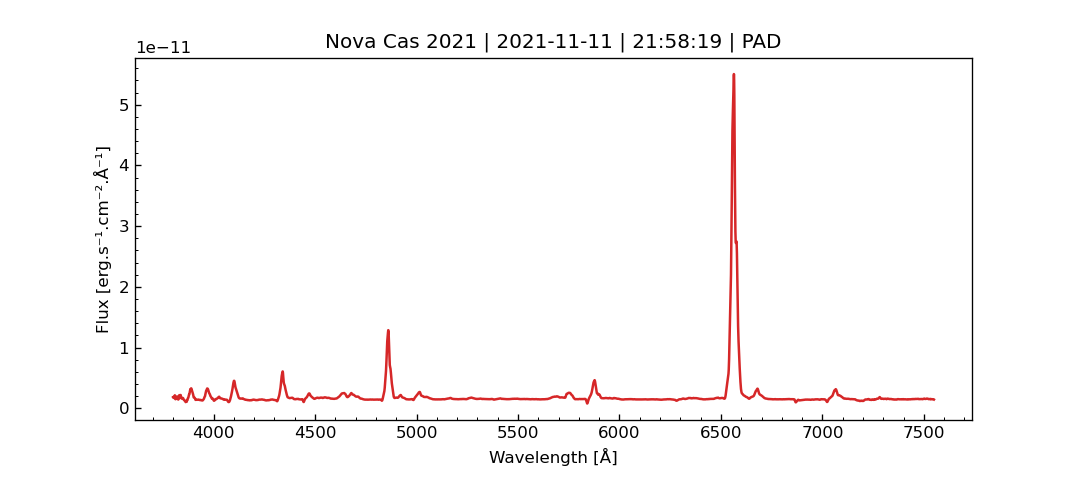 Nova Cas 2021 | 2021-11-11 | 21:58:19 | PAD
1e−11
5
4
3
2
1
0
Flux [erg.s⁻¹.cm⁻².Å⁻¹]
4000 4500 5000 5500 6000 6500 7000 7500
Wavelength [Å]